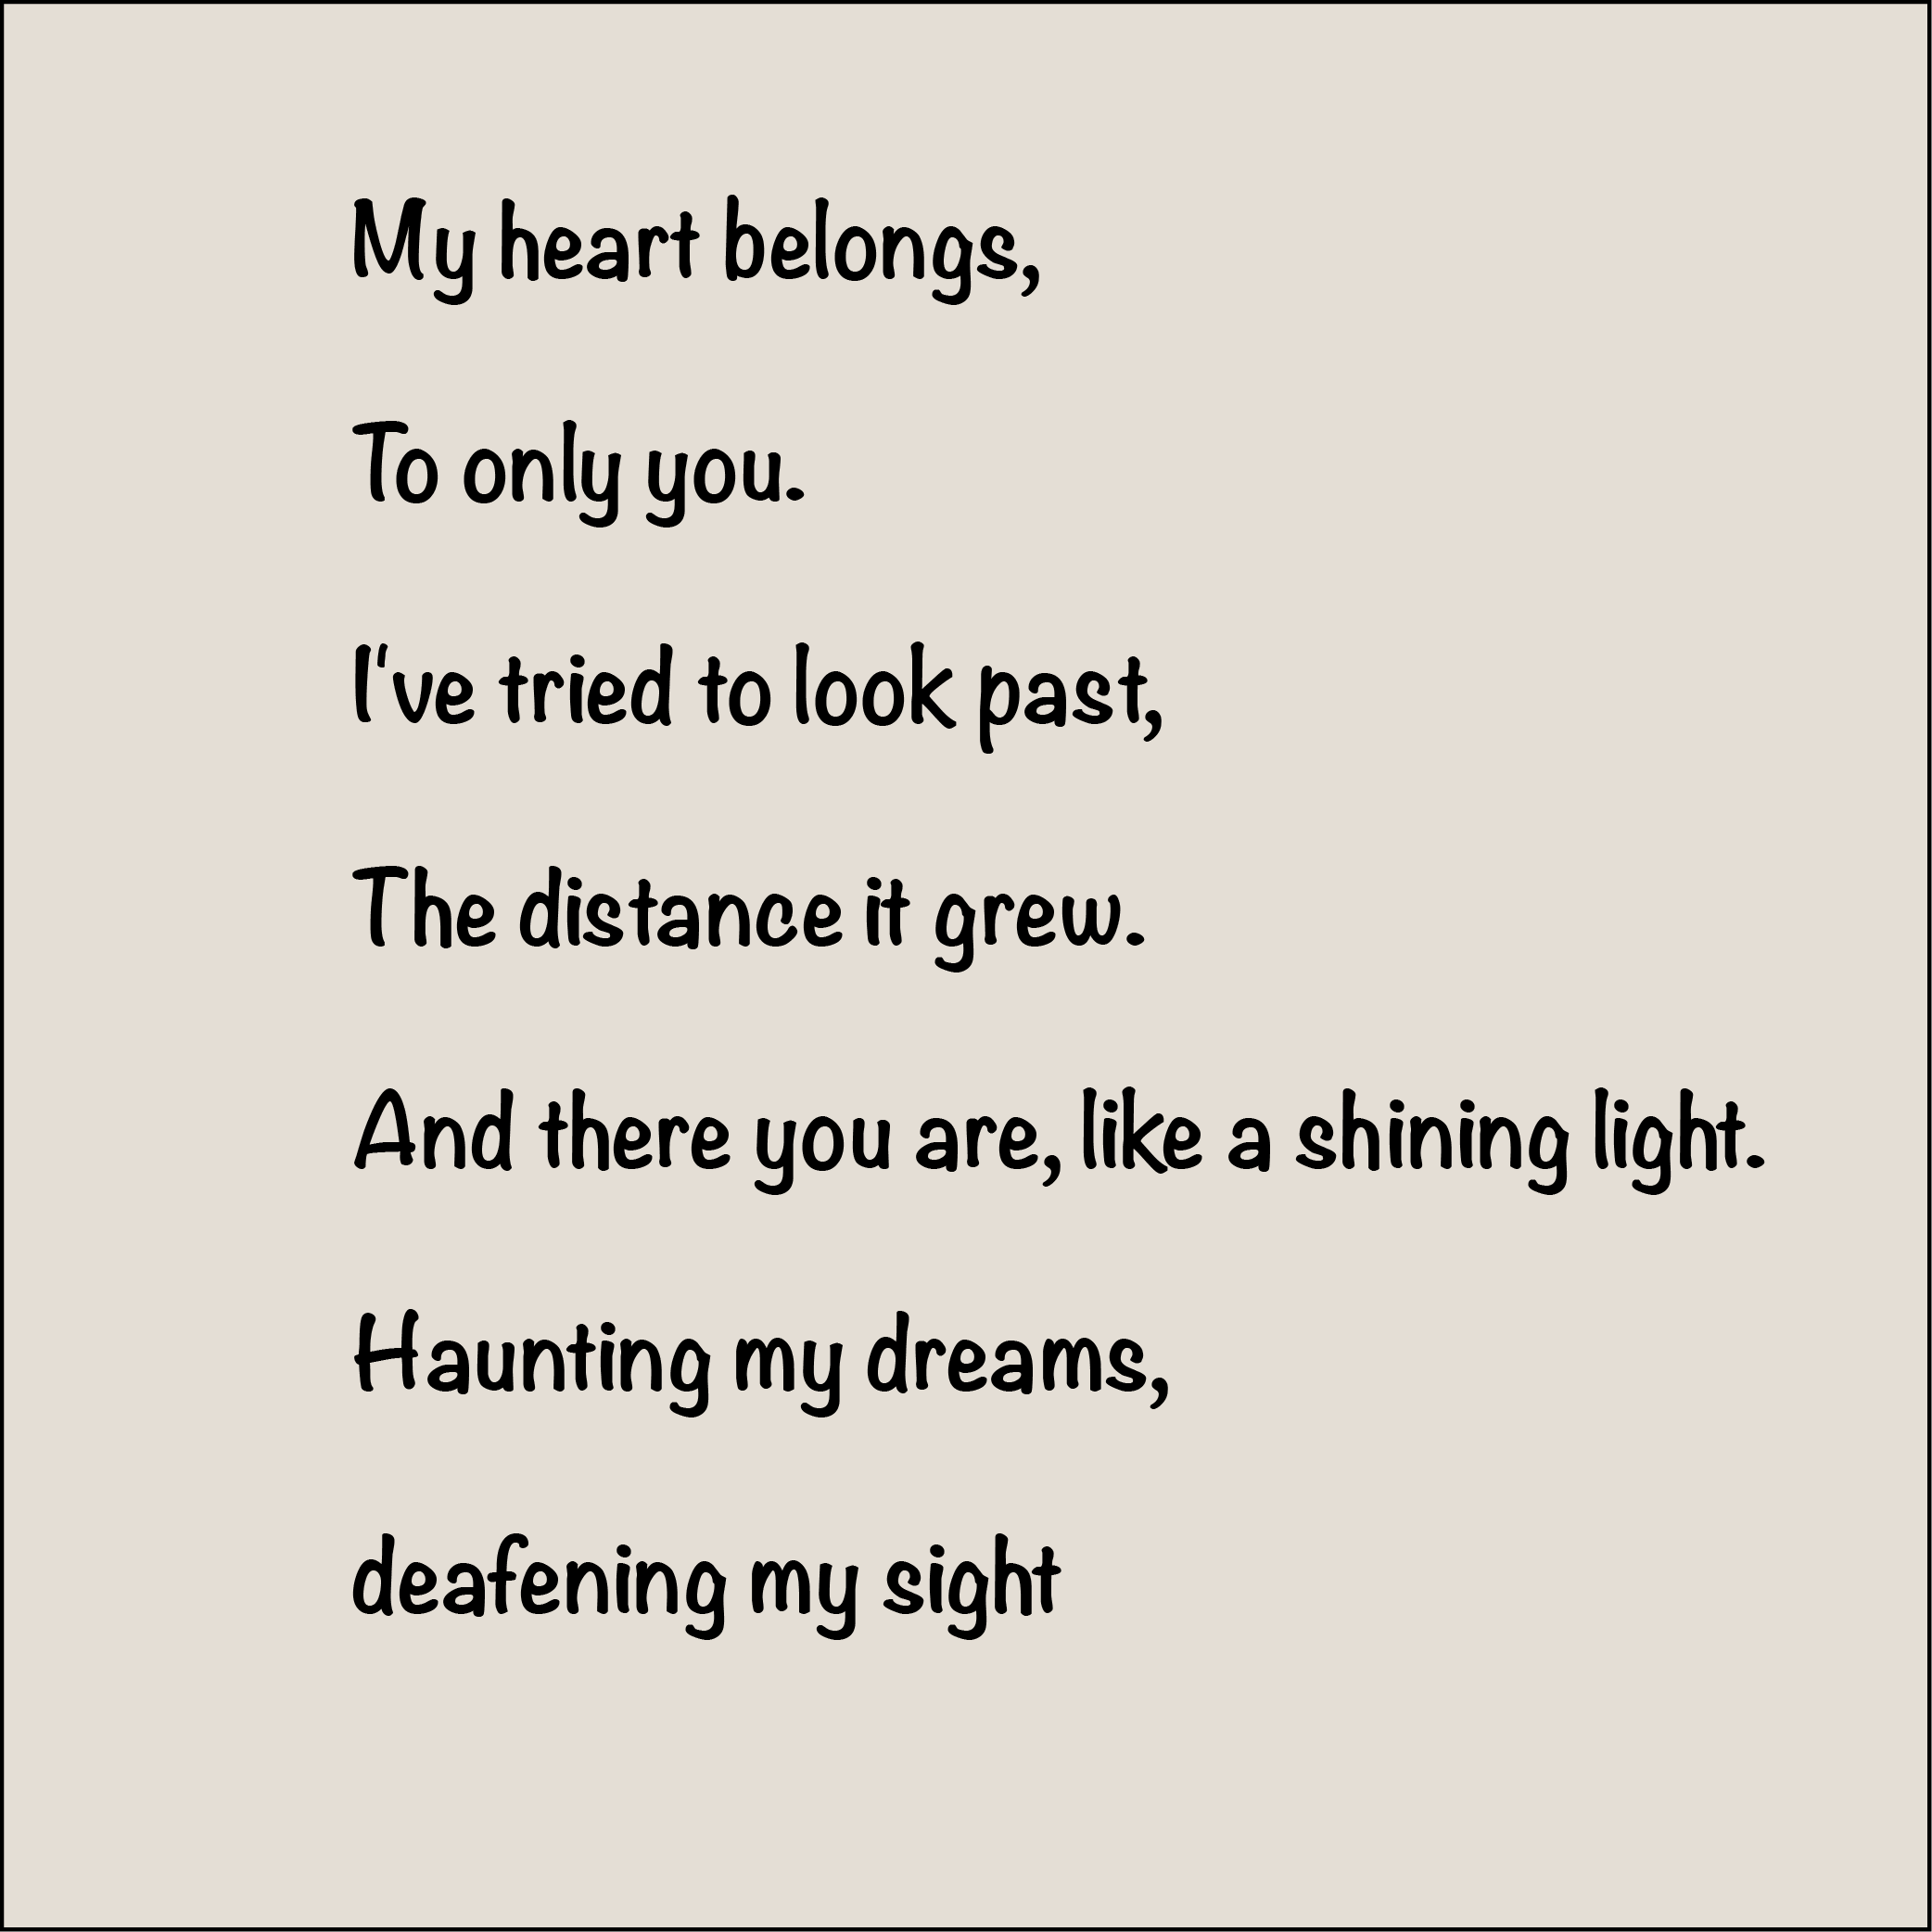 My heart belongs,
To only you.
I've tried to look past,
The distance it grew.
And there you are, like a shining light.
Haunting my dreams,
deafening my sight